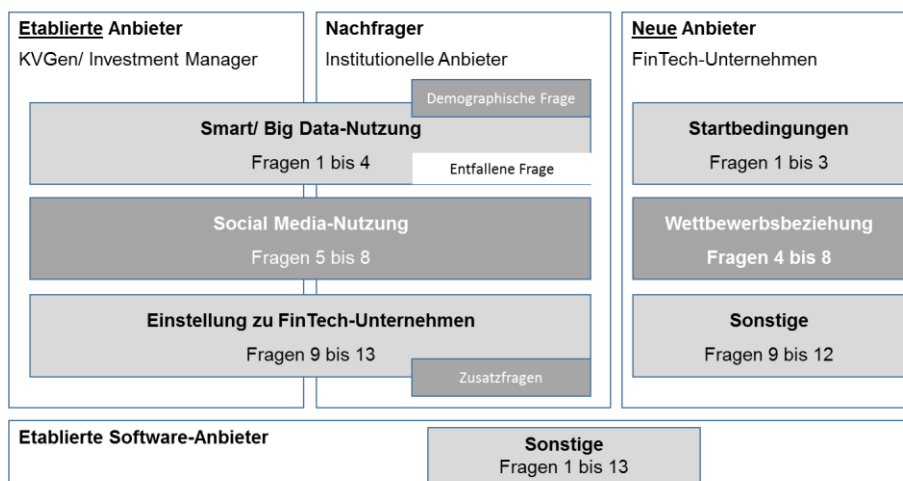 Etablierte Anbieter
KVGen/ Investment Manager
Nachfrager
Institutionelle Anbieter
Neue Anbieter
FinTech-Unternehmen
Demographische Frage
Smart/ Big Data-Nutzung
Fragen 1 bis 4
Entfallene Frage
Social Media-Nutzung
Fragen 5 bis 8
Einstellung zu FinTech-Unternehmen
Fragen 9 bis 13
Zusatzfragen
Startbedingungen
Fragen 1 bis 3
Wettbewerbsbeziehung
Fragen 4 bis 8
Sonstige
Fragen 9 bis 12
Etablierte Software-Anbieter
Sonstige
Fragen 1 bis 13